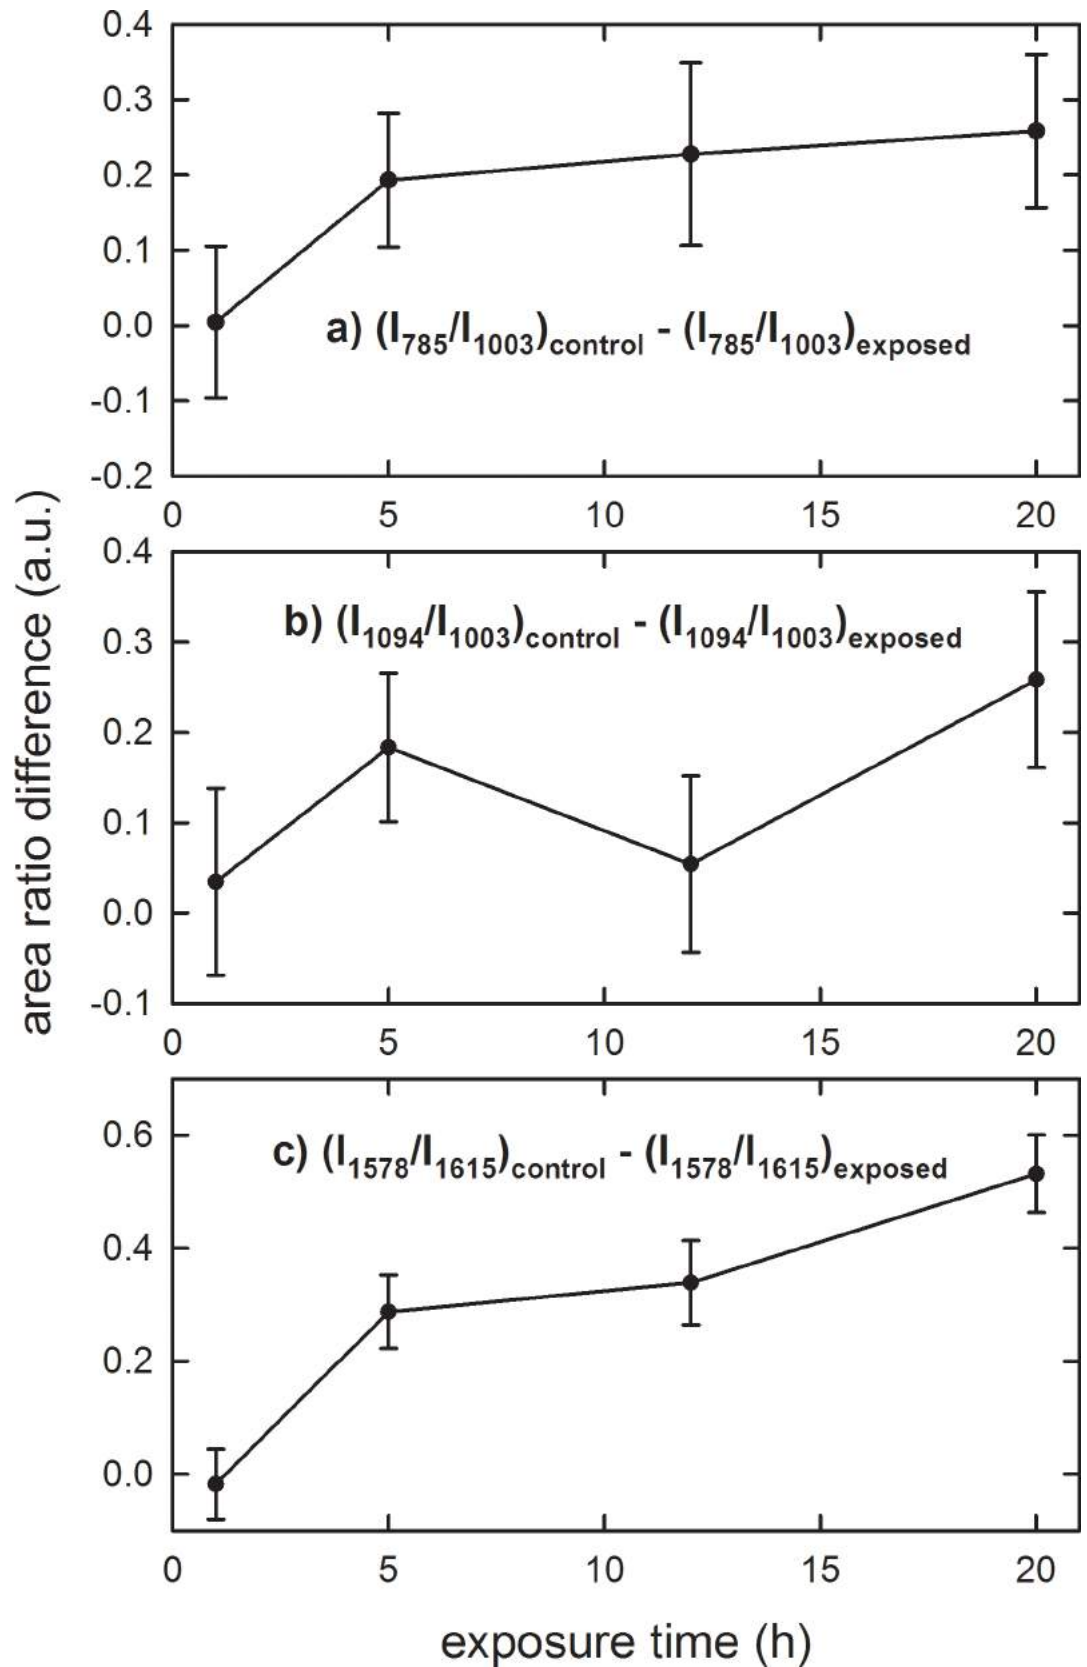 0.4
0.3
0.2
0.1
0.0
-0.1
-0.2
a) (I785/I1003)control - (I785/I1003)exposed
0 5 10 15 20
0.4
0.3
0.2
0.1
0.0
-0.1
b) (I1094/I1003)control - (I1094/I1003)exposed
0 5 10 15 20
area ratio difference (a.u.)
0.6
0.4
0.2
0.0
c) (I1578/I1615)control - (I1578/I1615)exposed
0 5 10 15 20
exposure time (h)